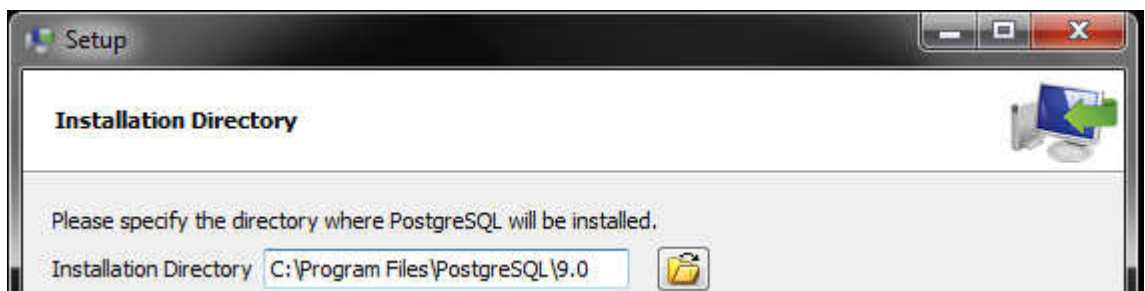 Setup
Installation Directory
Please specify the directory where PostgreSQL will be installed.
Installation Directory C:\Program Files\PostgreSQL\9.0